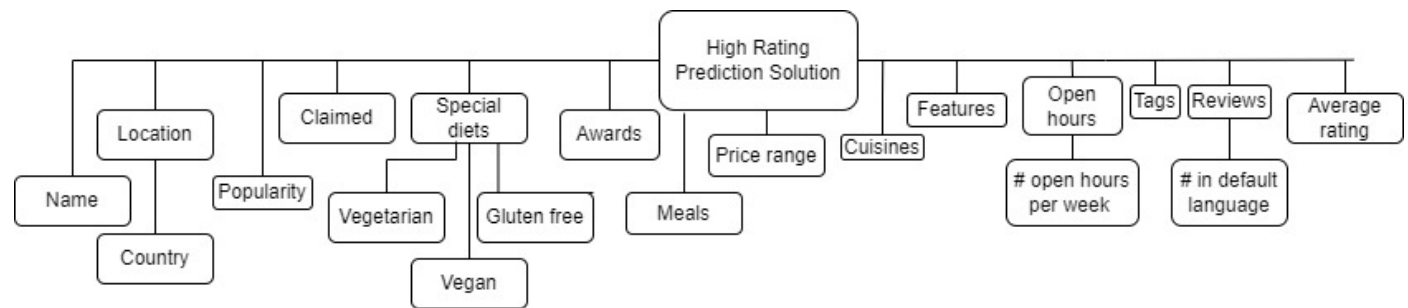 High Rating
Prediction Solution
Name
Location
Country
Popularity
Claimed
Special
diets
Vegetarian
Vegan
Gluten free
Awards
Meals
Price range
Cuisines
Features
Open
hours
# open hours
per week
Tags
Reviews
# in default
language
Average
rating